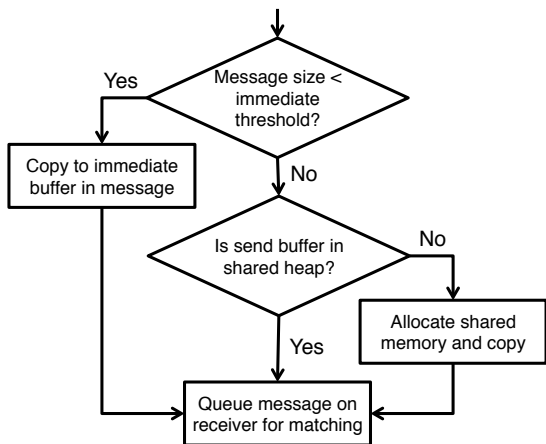 Message size <
immediate
threshold?
Yes
Copy to immediate
buffer in message
No
Is send buffer in
shared heap?
No
Allocate shared
memory and copy
Yes
Queue message on
receiver for matching